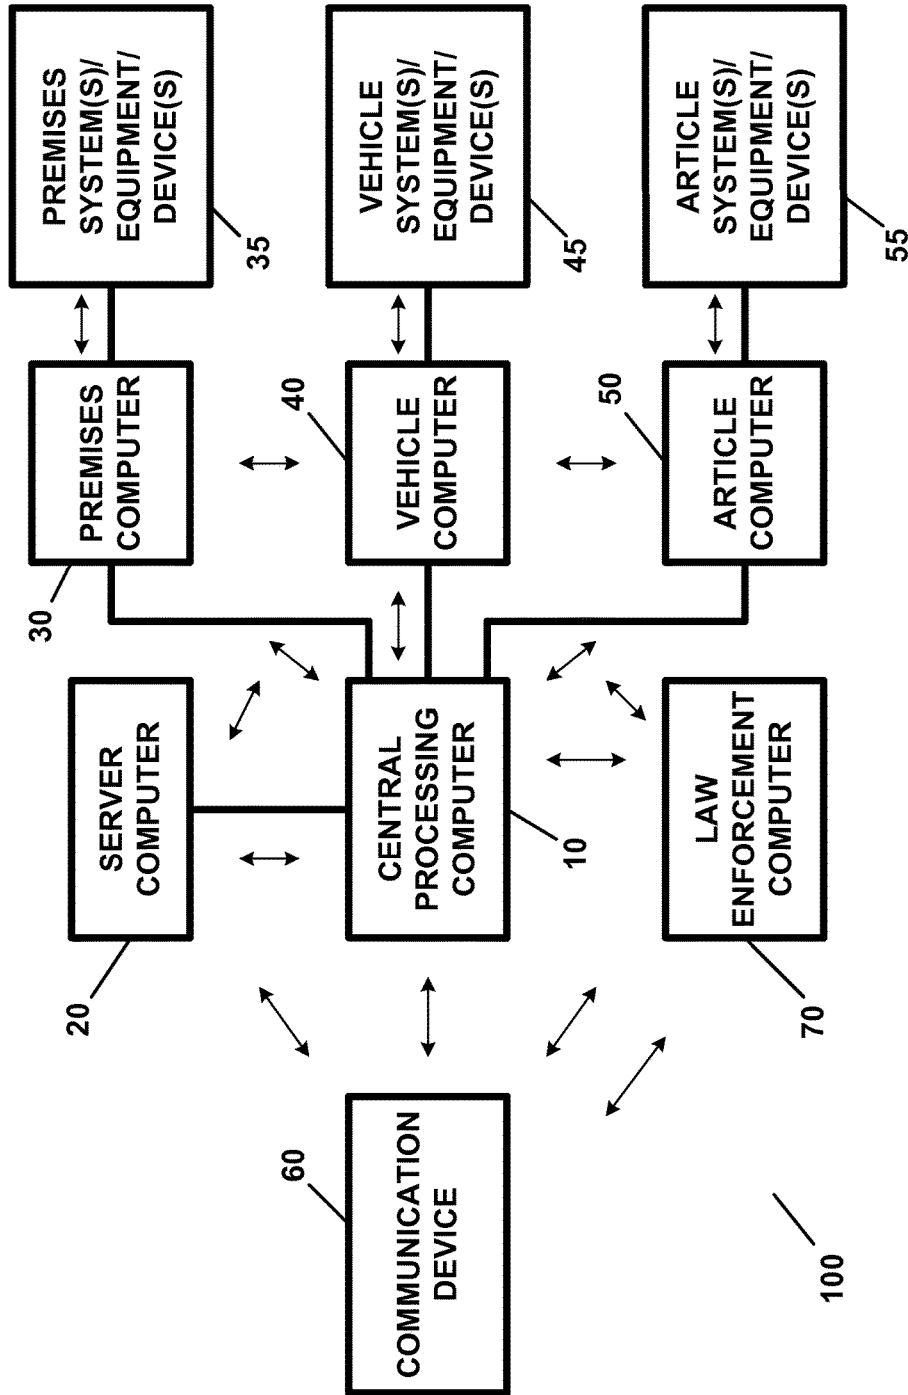 PREMISES
SYSTEM(S)/
EQUIPMENT/
DEVICE(S)
35
VEHICLE
SYSTEM(S)/
EQUIPMENT/
DEVICE(S)
45
ARTICLE
SYSTEM(S)/
EQUIPMENT/
DEVICE(S)
55
PREMISES
COMPUTER
30
VEHICLE
COMPUTER
40
ARTICLE
COMPUTER
50
SERVER
COMPUTER
20
CENTRAL
PROCESSING
COMPUTER
10
LAW
ENFORCEMENT
COMPUTER
70
COMMUNICATION
DEVICE
60
100